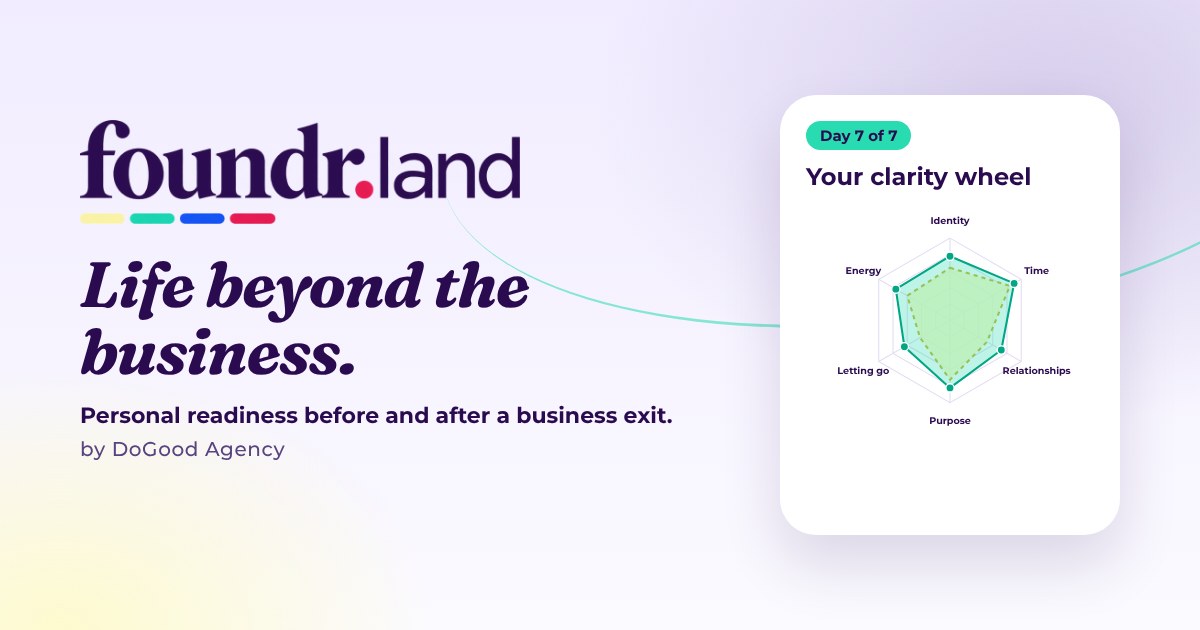 foundr.land
Life beyond the
business.
Personal readiness before and after a business exit.
by DoGood Agency
Day 7 of 7
Your clarity wheel
Identity
Energy
Time
Letting go
Relationships
Purpose